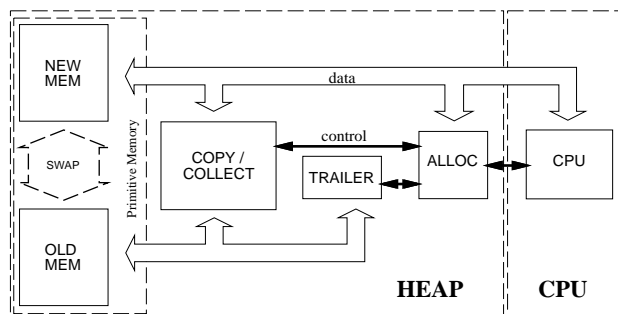 NEW
MEM
data
Primitive Memory
SWAP
COPY /
COLLECT
control
TRAILER
ALLOC
CPU
OLD
MEM
HEAP
CPU